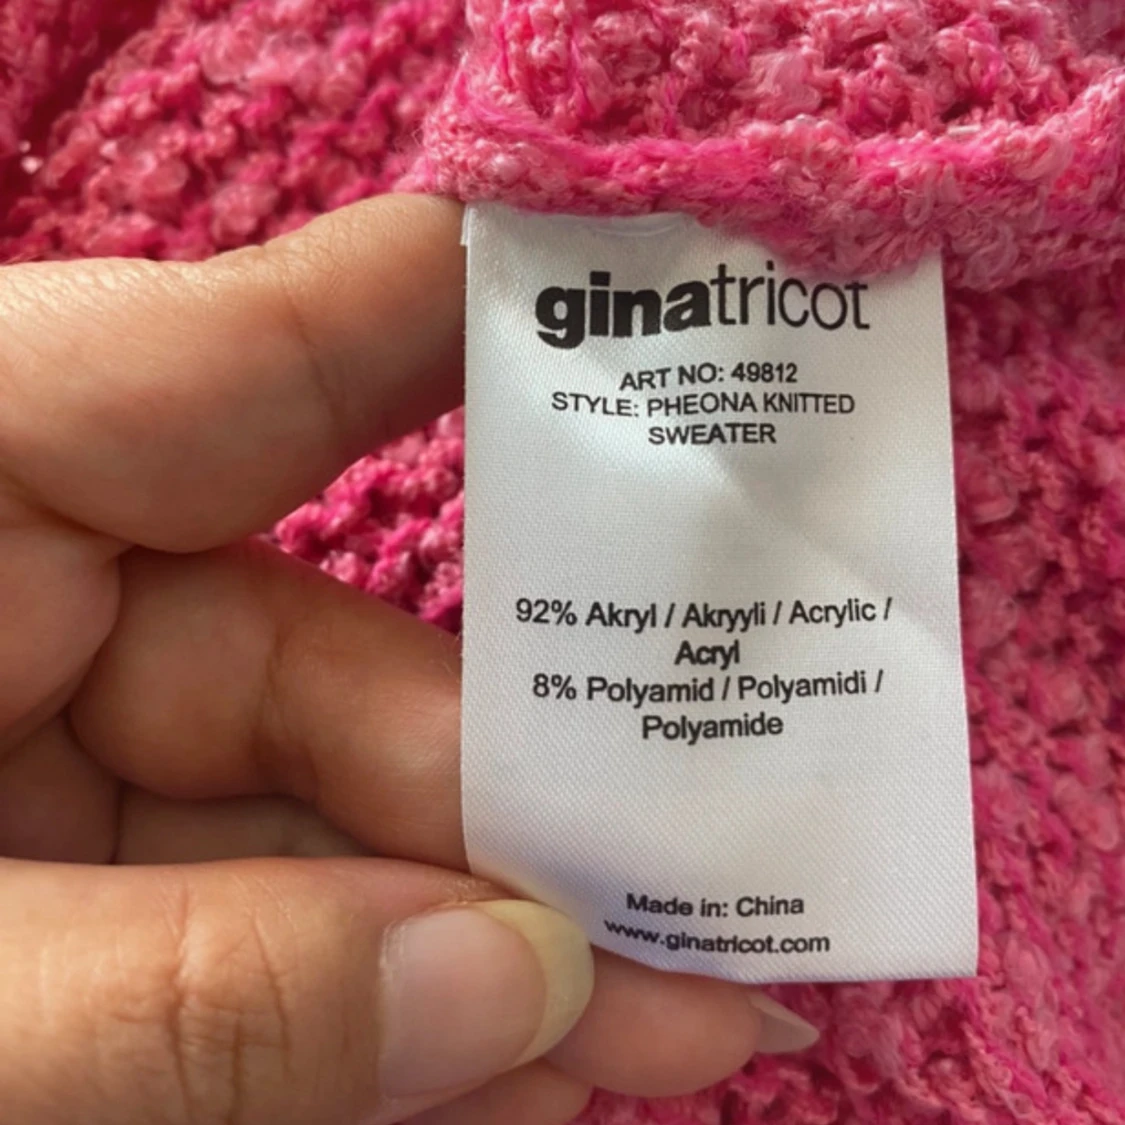 ginatricot
ART NO: 49812
STYLE: PHEONA KNITTED
SWEATER
92% Akryl / Akryyli / Acrylic /
Acryl
8% Polyamid / Polyamidi /
Polyamide
Made in: China
www.ginatricot.com